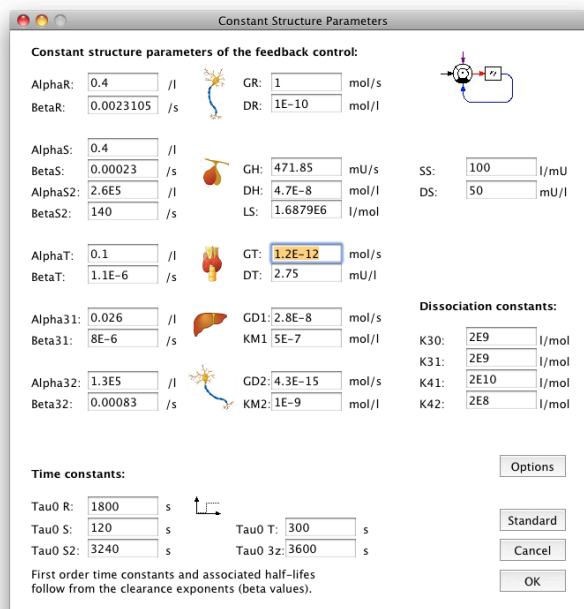 Constant Structure Parameters
Constant structure parameters of the feedback control:
AlphaR: 0.4 /l GR: 1 mol/s
BetaR: 0.0023105 /s DR: 1E-10 mol/l
AlphaS: 0.4 /l
BetaS: 0.00023 /s GH: 471.85 mU/s SS: 100 l/mU
AlphaS2: 2.6E5 /l DH: 4.7E-8 mol/l DS: 50 mU/l
BetaS2: 140 /s LS: 1.6879E6 l/mol
AlphaT: 0.1 /l GT: 1.2E-12 mol/s
BetaT: 1.1E-6 /s DT: 2.75 mU/l
Dissociation constants:
Alpha31: 0.026 /l GD1: 2.8E-8 mol/s
Beta31: 8E-6 /s KM1 5E-7 mol/l K30: 2E9 l/mol
K31: 2E9 l/mol
Alpha32: 1.3E5 /l GD2: 4.3E-15 mol/s K41: 2E10 l/mol
Beta32: 0.00083 /s KM2: 1E-9 mol/l K42: 2E8 l/mol
Time constants:
Options
Tau0 R: 1800 s
Standard
Tau0 S: 120 s Tau0 T: 300 s
Tau0 S2: 3240 s Tau0 3z: 3600 s
Cancel
First order time constants and associated half-lifes
follow from the clearance exponents (beta values).
OK